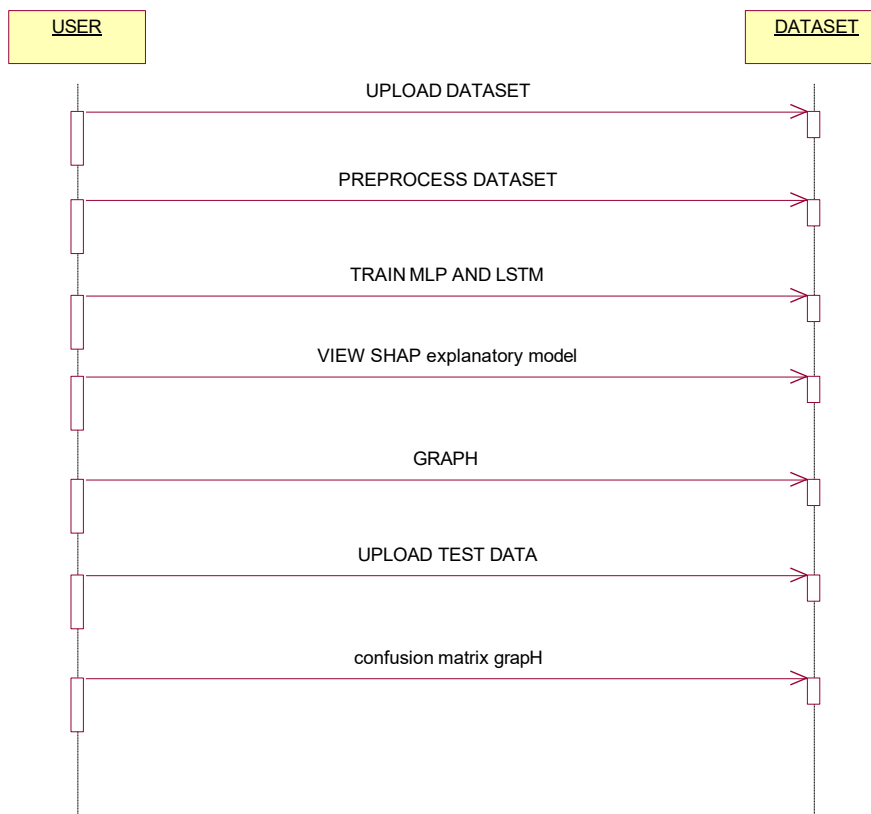 USER
DATASET
UPLOAD DATASET
PREPROCESS DATASET
TRAIN MLP AND LSTM
VIEW SHAP explanatory model
GRAPH
UPLOAD TEST DATA
confusion matrix grapH